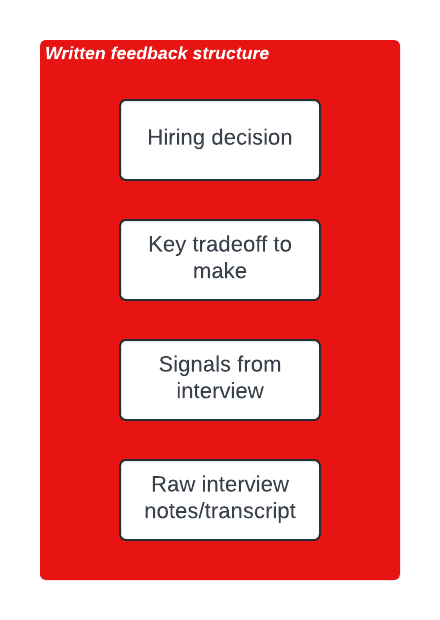 Written feedback structure
Hiring decision
Key tradeoff to
make
Signals from
interview
Raw interview
notes/transcript